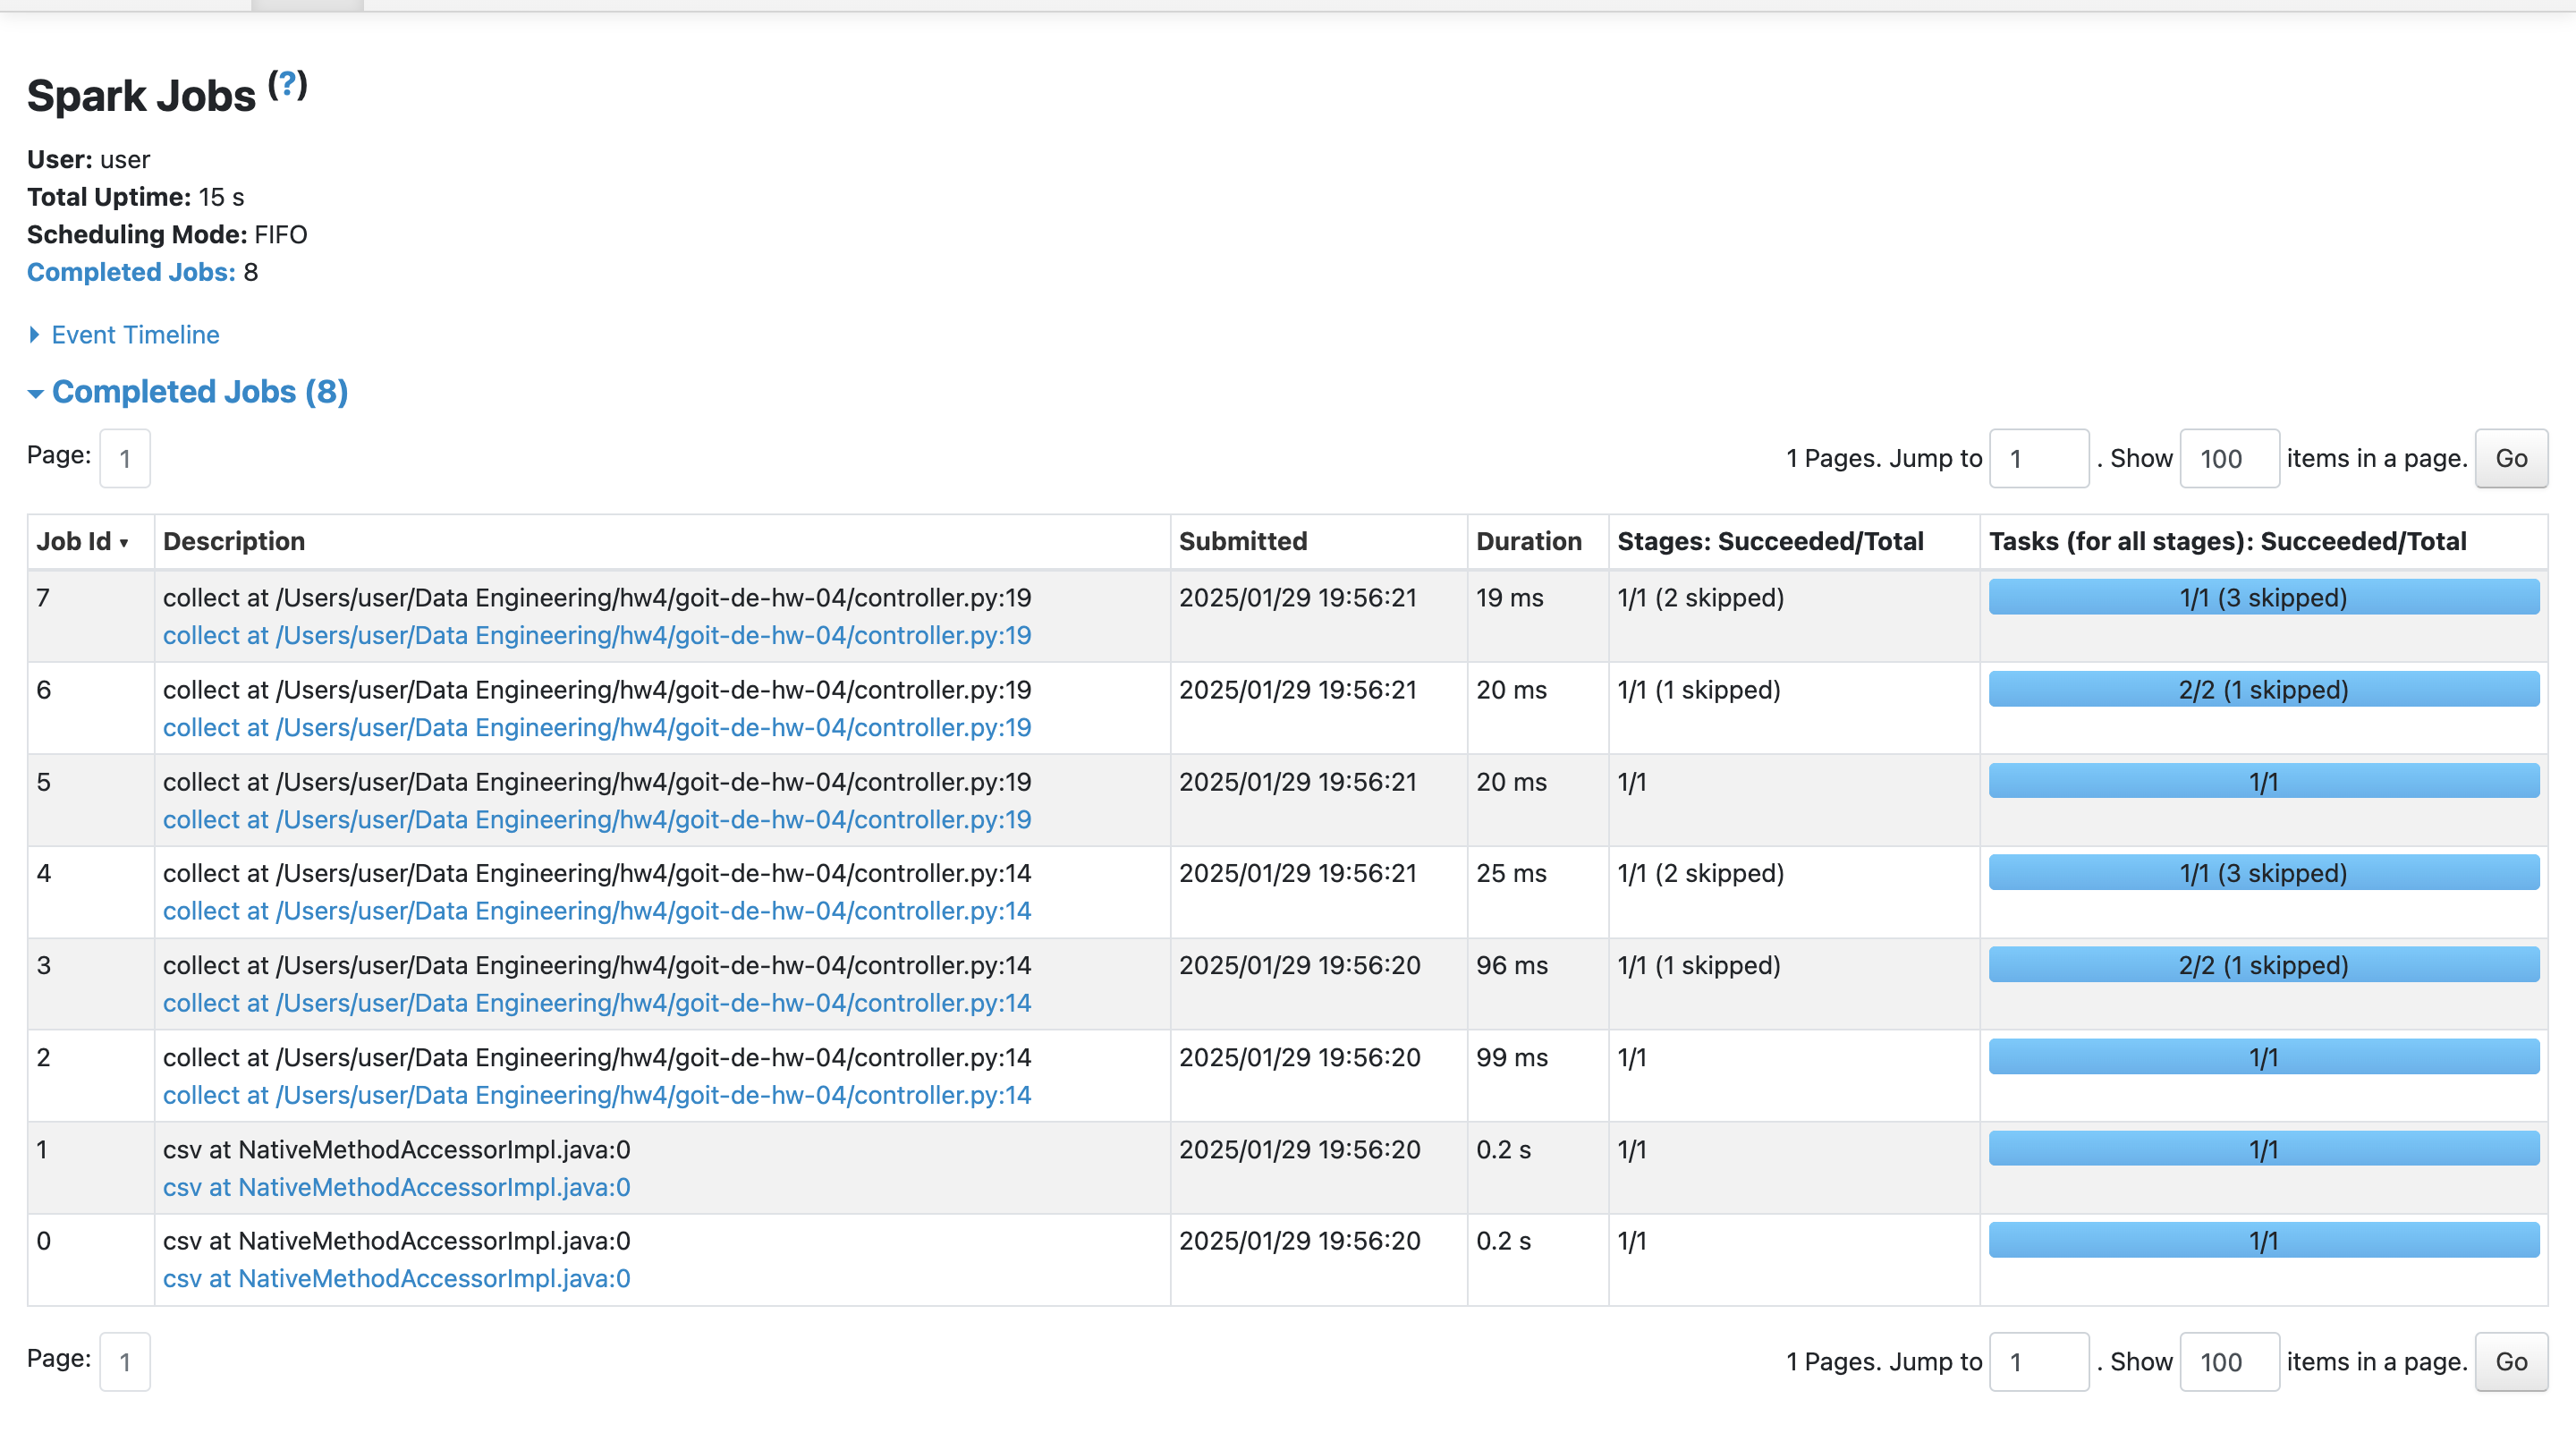 Spark Jobs (?)
User: user
Total Uptime: 15 s
Scheduling Mode: FIFO
Completed Jobs: 8
Event Timeline
Completed Jobs (8)
Page: 1
1 Pages. Jump to 1 . Show 100 items in a page. Go
Job Id ▾ Description Submitted Duration Stages: Succeeded/Total Tasks (for all stages): Succeeded/Total
7 collect at /Users/user/Data Engineering/hw4/goit-de-hw-04/controller.py:19 2025/01/29 19:56:21 19 ms 1/1 (2 skipped) 1/1 (3 skipped)
collect at /Users/user/Data Engineering/hw4/goit-de-hw-04/controller.py:19
6 collect at /Users/user/Data Engineering/hw4/goit-de-hw-04/controller.py:19 2025/01/29 19:56:21 20 ms 1/1 (1 skipped) 2/2 (1 skipped)
collect at /Users/user/Data Engineering/hw4/goit-de-hw-04/controller.py:19
5 collect at /Users/user/Data Engineering/hw4/goit-de-hw-04/controller.py:19 2025/01/29 19:56:21 20 ms 1/1 1/1
collect at /Users/user/Data Engineering/hw4/goit-de-hw-04/controller.py:19
4 collect at /Users/user/Data Engineering/hw4/goit-de-hw-04/controller.py:14 2025/01/29 19:56:21 25 ms 1/1 (2 skipped) 1/1 (3 skipped)
collect at /Users/user/Data Engineering/hw4/goit-de-hw-04/controller.py:14
3 collect at /Users/user/Data Engineering/hw4/goit-de-hw-04/controller.py:14 2025/01/29 19:56:20 96 ms 1/1 (1 skipped) 2/2 (1 skipped)
collect at /Users/user/Data Engineering/hw4/goit-de-hw-04/controller.py:14
2 collect at /Users/user/Data Engineering/hw4/goit-de-hw-04/controller.py:14 2025/01/29 19:56:20 99 ms 1/1 1/1
collect at /Users/user/Data Engineering/hw4/goit-de-hw-04/controller.py:14
1 csv at NativeMethodAccessorImpl.java:0 2025/01/29 19:56:20 0.2 s 1/1 1/1
csv at NativeMethodAccessorImpl.java:0
0 csv at NativeMethodAccessorImpl.java:0 2025/01/29 19:56:20 0.2 s 1/1 1/1
csv at NativeMethodAccessorImpl.java:0
Page: 1
1 Pages. Jump to 1 . Show 100 items in a page. Go